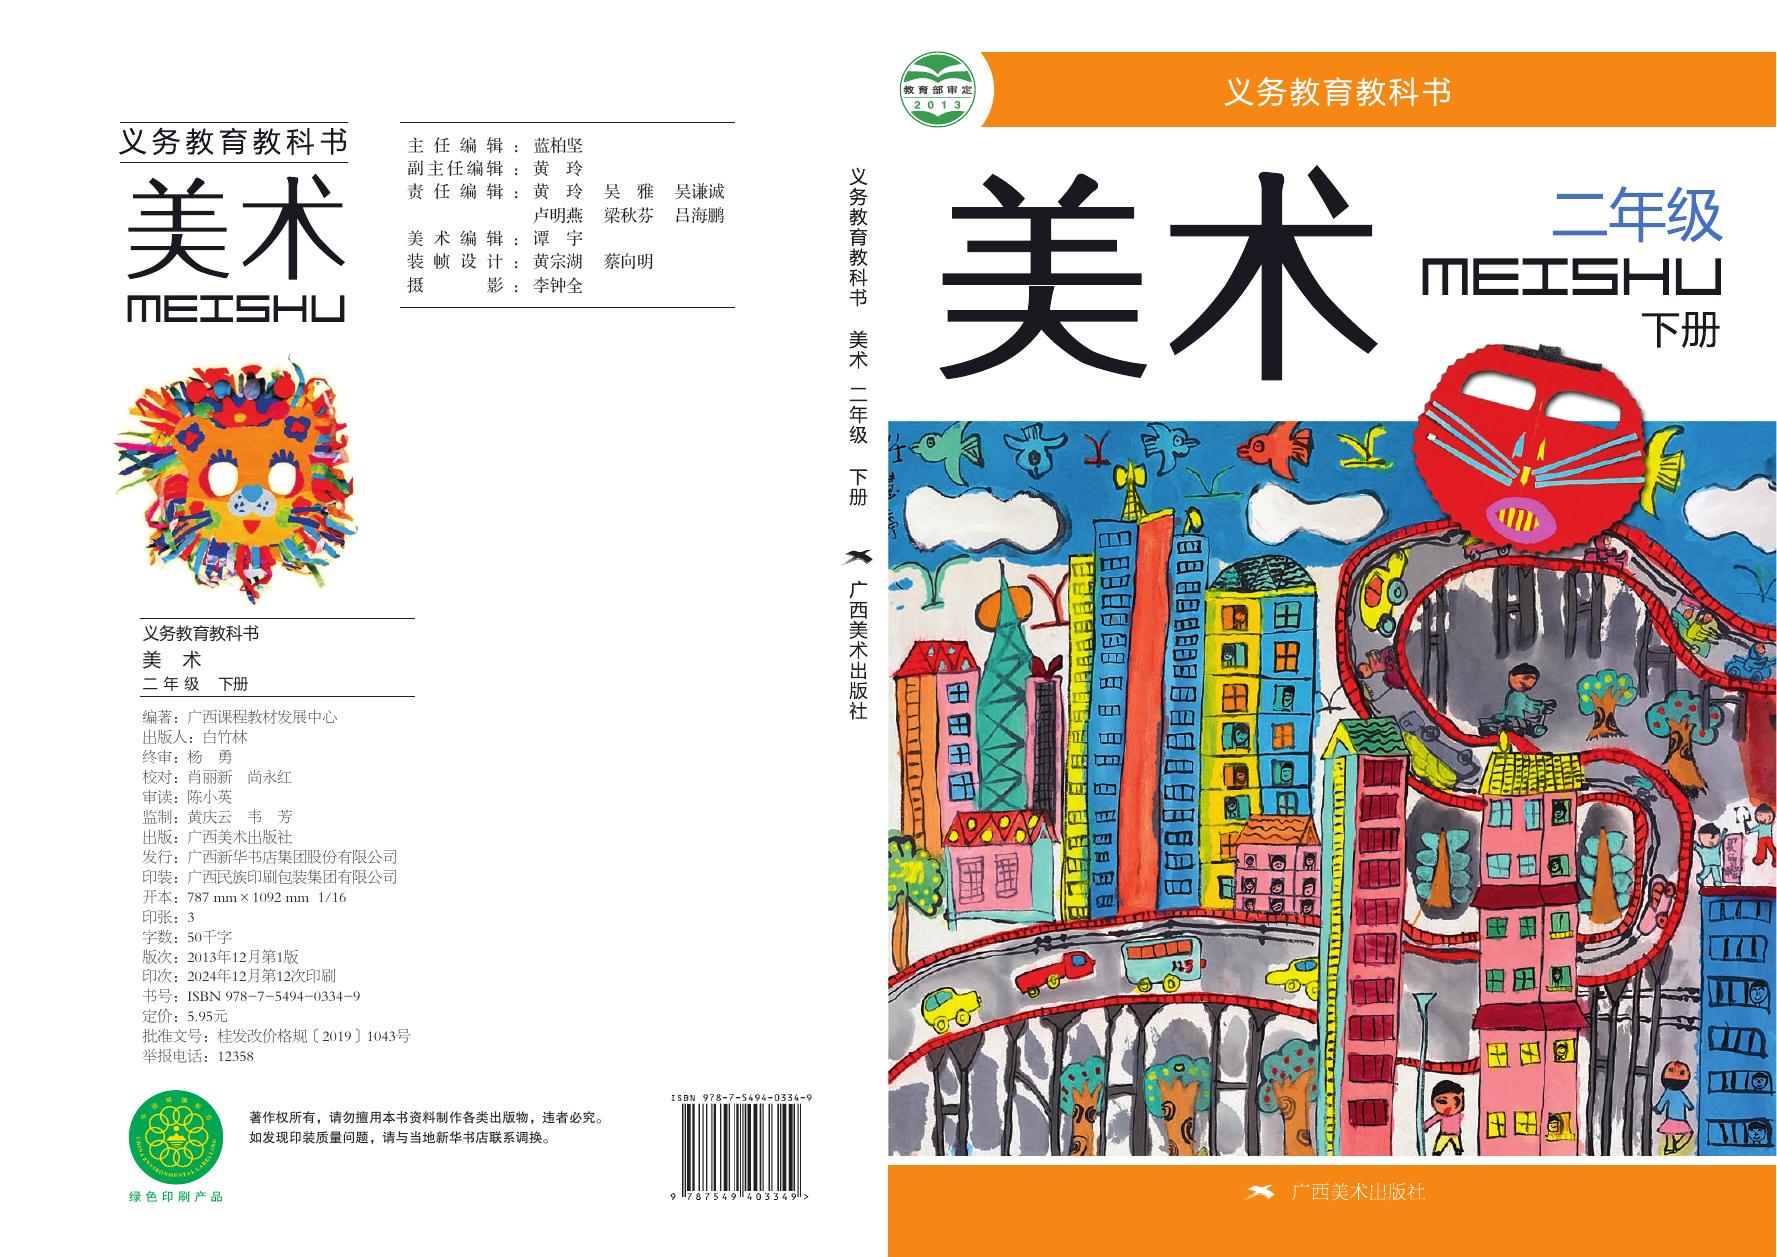 义务教育教科书
美术
MEISHU
主任编辑：蓝柏坚
副主任编辑：黄　玲
责任编辑：黄　玲　吴　雅　吴谦诚
卢明燕　梁秋芬　吕海鹏
美术编辑：谭　宇
装帧设计：黄宗湖　蔡向明
摄　　影：李钟全
义务教育教科书
美　术
二年级　下册
编著：广西课程教材发展中心
出版人：白竹林
终审：杨　勇
校对：肖丽新　尚永红
审读：陈小英
监制：黄庆云　韦　芳
出版：广西美术出版社
发行：广西新华书店集团股份有限公司
印装：广西民族印刷包装集团有限公司
开本：787 mm×1092 mm 1/16
印张：3
字数：50千字
版次：2013年12月第1版
印次：2024年12月第12次印刷
书号：ISBN 978-7-5494-0334-9
定价：5.95元
批准文号：桂发改价格规〔2019〕1043号
举报电话：12358
中国环境标志
CHINA ENVIRONMENTAL LABELLING
绿色印刷产品
著作权所有，请勿擅用本书资料制作各类出版物，违者必究。
如发现印装质量问题，请与当地新华书店联系调换。
ISBN 978-7-5494-0334-9
9 787549 403349 >
义务教育教科书　美术　二年级　下册　广西美术出版社
教育部审定
2013
义务教育教科书
美术
二年级
MEISHU
下册
广西美术出版社